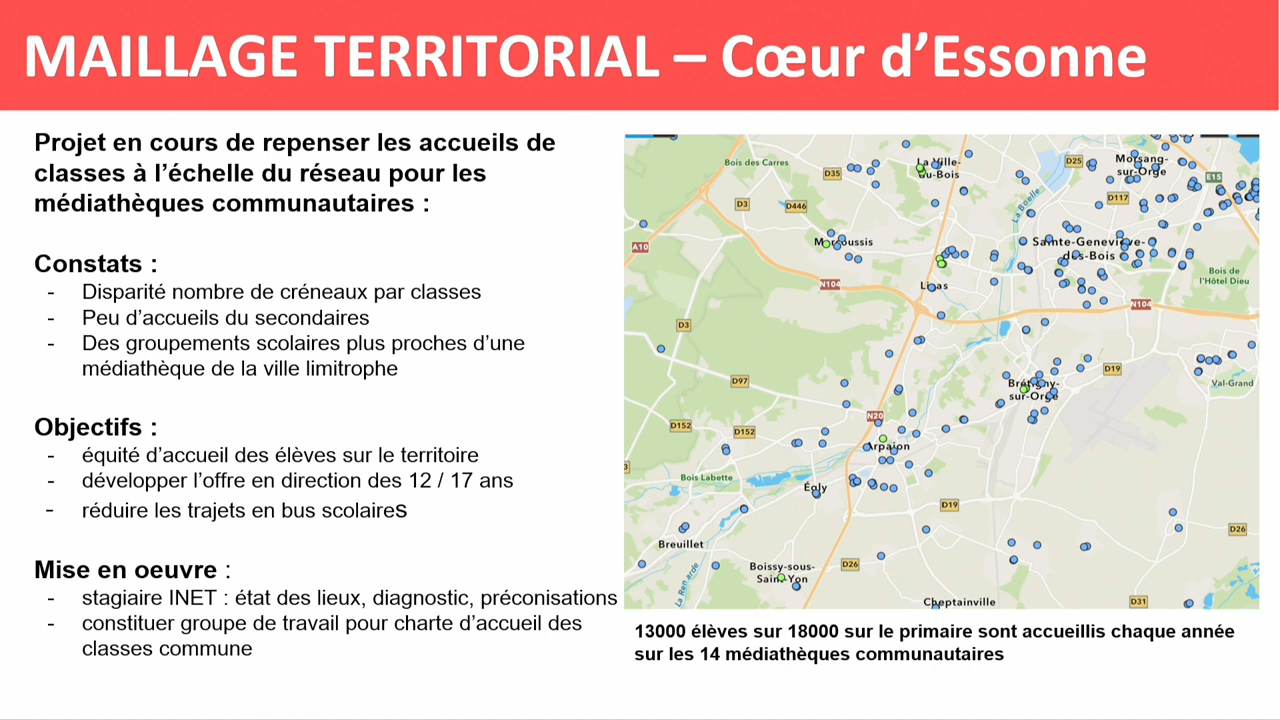 MAILLAGE TERRITORIAL – Cœur d’Essonne
Projet en cours de repenser les accueils de
classes à l’échelle du réseau pour les
médiathèques communautaires :
Constats :
- Disparité nombre de créneaux par classes
- Peu d’accueils du secondaires
- Des groupements scolaires plus proches d’une
médiathèque de la ville limitrophe
Objectifs :
- équité d’accueil des élèves sur le territoire
- développer l’offre en direction des 12 / 17 ans
- réduire les trajets en bus scolaires
Mise en oeuvre :
- stagiaire INET : état des lieux, diagnostic, préconisations
- constituer groupe de travail pour charte d’accueil des
classes commune
Bois des Carres
La Ville-
du-Bois
D35
D25
Morsang-
sur-Orge
E15
D3
D446
D117
La Boelle
A10
Marcoussis
Sainte-Geneviève-
des-Bois
Bois de
l'Hôtel Dieu
N104
Linas
N104
D3
D97
D19
Brétigny-
sur-Orge
Val-Grand
N20
D152
D152
Arpajon
3
Bois Labette
Égly
D19
D26
Breuillet
Boissy-sous-
Saint-Yon
D26
La Renarde
Cheptainville
D31
13000 élèves sur 18000 sur le primaire sont accueillis chaque année
sur les 14 médiathèques communautaires